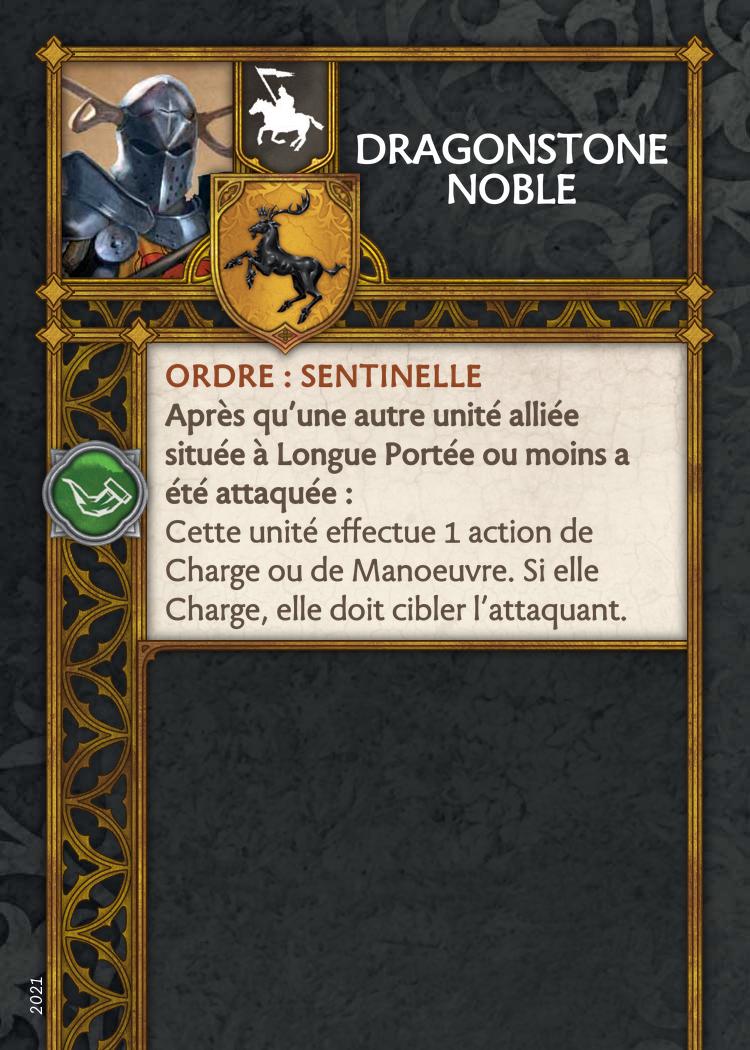 DRAGONSTONE
NOBLE
ORDRE : SENTINELLE
Après qu’une autre unité alliée
située à Longue Portée ou moins a
été attaquée :
Cette unité effectue 1 action de
Charge ou de Manoeuvre. Si elle
Charge, elle doit cibler l’attaquant.
2021